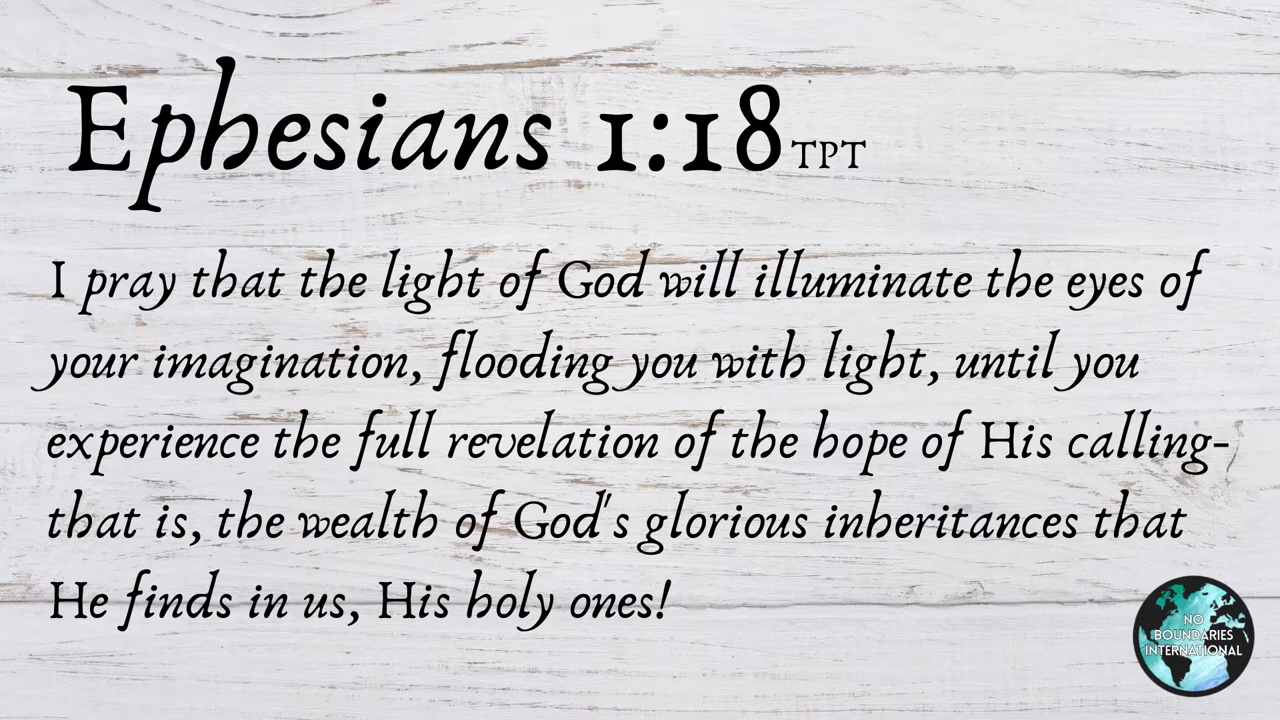 Ephesians 1:18 TPT
I pray that the light of God will illuminate the eyes of
your imagination, flooding you with light, until you
experience the full revelation of the hope of His calling-
that is, the wealth of God's glorious inheritances that
He finds in us, His holy ones!
NO
BOUNDARIES
INTERNATIONAL